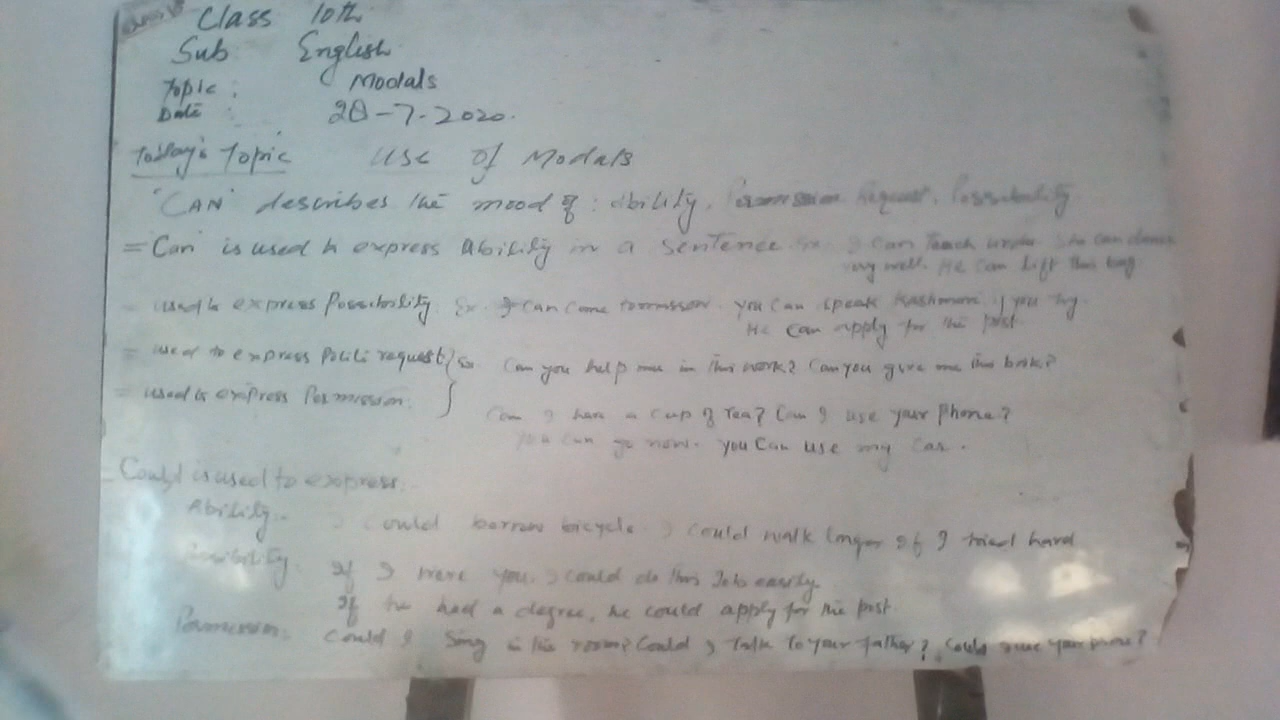 Class 10th
Sub English
Topic : Modals
Date : 28-7-2020.
Today's Topic Use of Modals
"CAN" describes the mood of : ability, Permission Request, Possibility
= "Can" is used to express Ability in a sentence Ex. I can Teach under She can dance
very well. He can lift this bag
- used to express Possibility Ex. I can come tomorrow. you can speak Kashmiri if you try
He can apply for the post
= used to express Polite request Ex Can you help me in this work? Can you give me this book?
= used to express Permission. Can I have a cup of Tea? Can I use your phone?
You can go now. you Can use my car.
Could is used to express
Ability.. I could borrow bicycle. I could walk longer if I tried hard
If I were you, I could do this Job easily
If he had a degree, he could apply for the post.
Permission. Could I Song in the room? Could I Talk To your father? Could I use your phone?